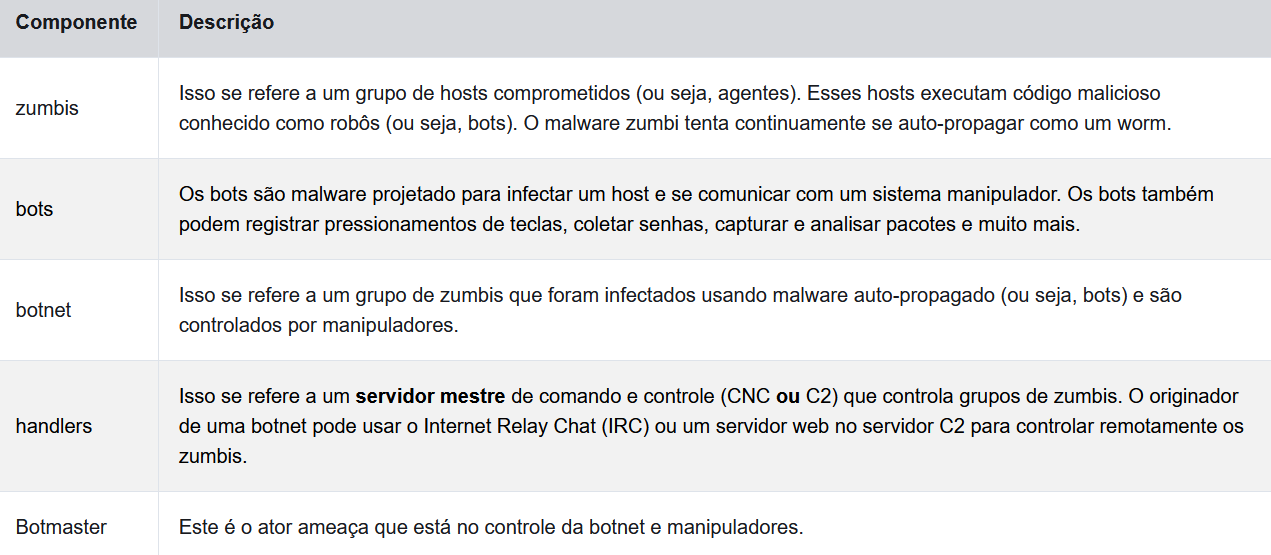 Componente Descrição
zumbis
Isso se refere a um grupo de hosts comprometidos (ou seja, agentes). Esses hosts executam código malicioso
conhecido como robôs (ou seja, bots). O malware zumbi tenta continuamente se auto-propagar como um worm.
bots
Os bots são malware projetado para infectar um host e se comunicar com um sistema manipulador. Os bots também
podem registrar pressionamentos de teclas, coletar senhas, capturar e analisar pacotes e muito mais.
botnet
Isso se refere a um grupo de zumbis que foram infectados usando malware auto-propagado (ou seja, bots) e são
controlados por manipuladores.
handlers
Isso se refere a um servidor mestre de comando e controle (CNC ou C2) que controla grupos de zumbis. O originador
de uma botnet pode usar o Internet Relay Chat (IRC) ou um servidor web no servidor C2 para controlar remotamente os
zumbis.
Botmaster
Este é o ator ameaça que está no controle da botnet e manipuladores.